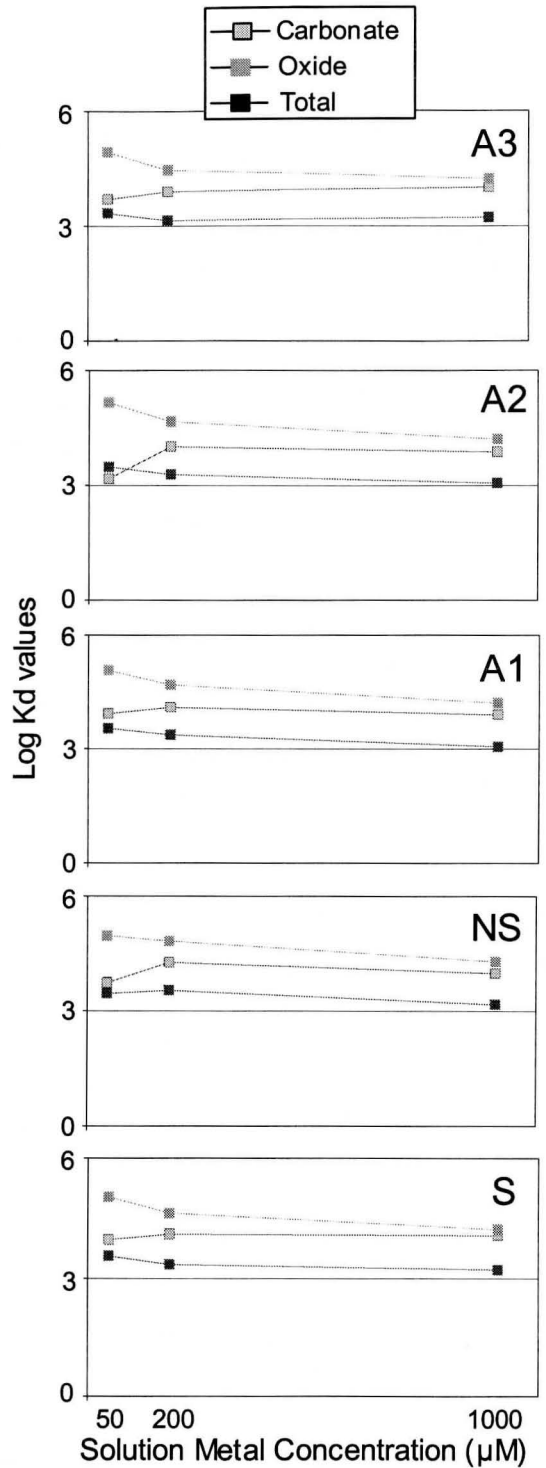 Carbonate
Oxide
Total
6
A3
3
0
6
A2
3
0
6
A1
3
0
6
NS
3
0
6
S
3
0
Log Kd values
50 200 1000
Solution Metal Concentration (µM)